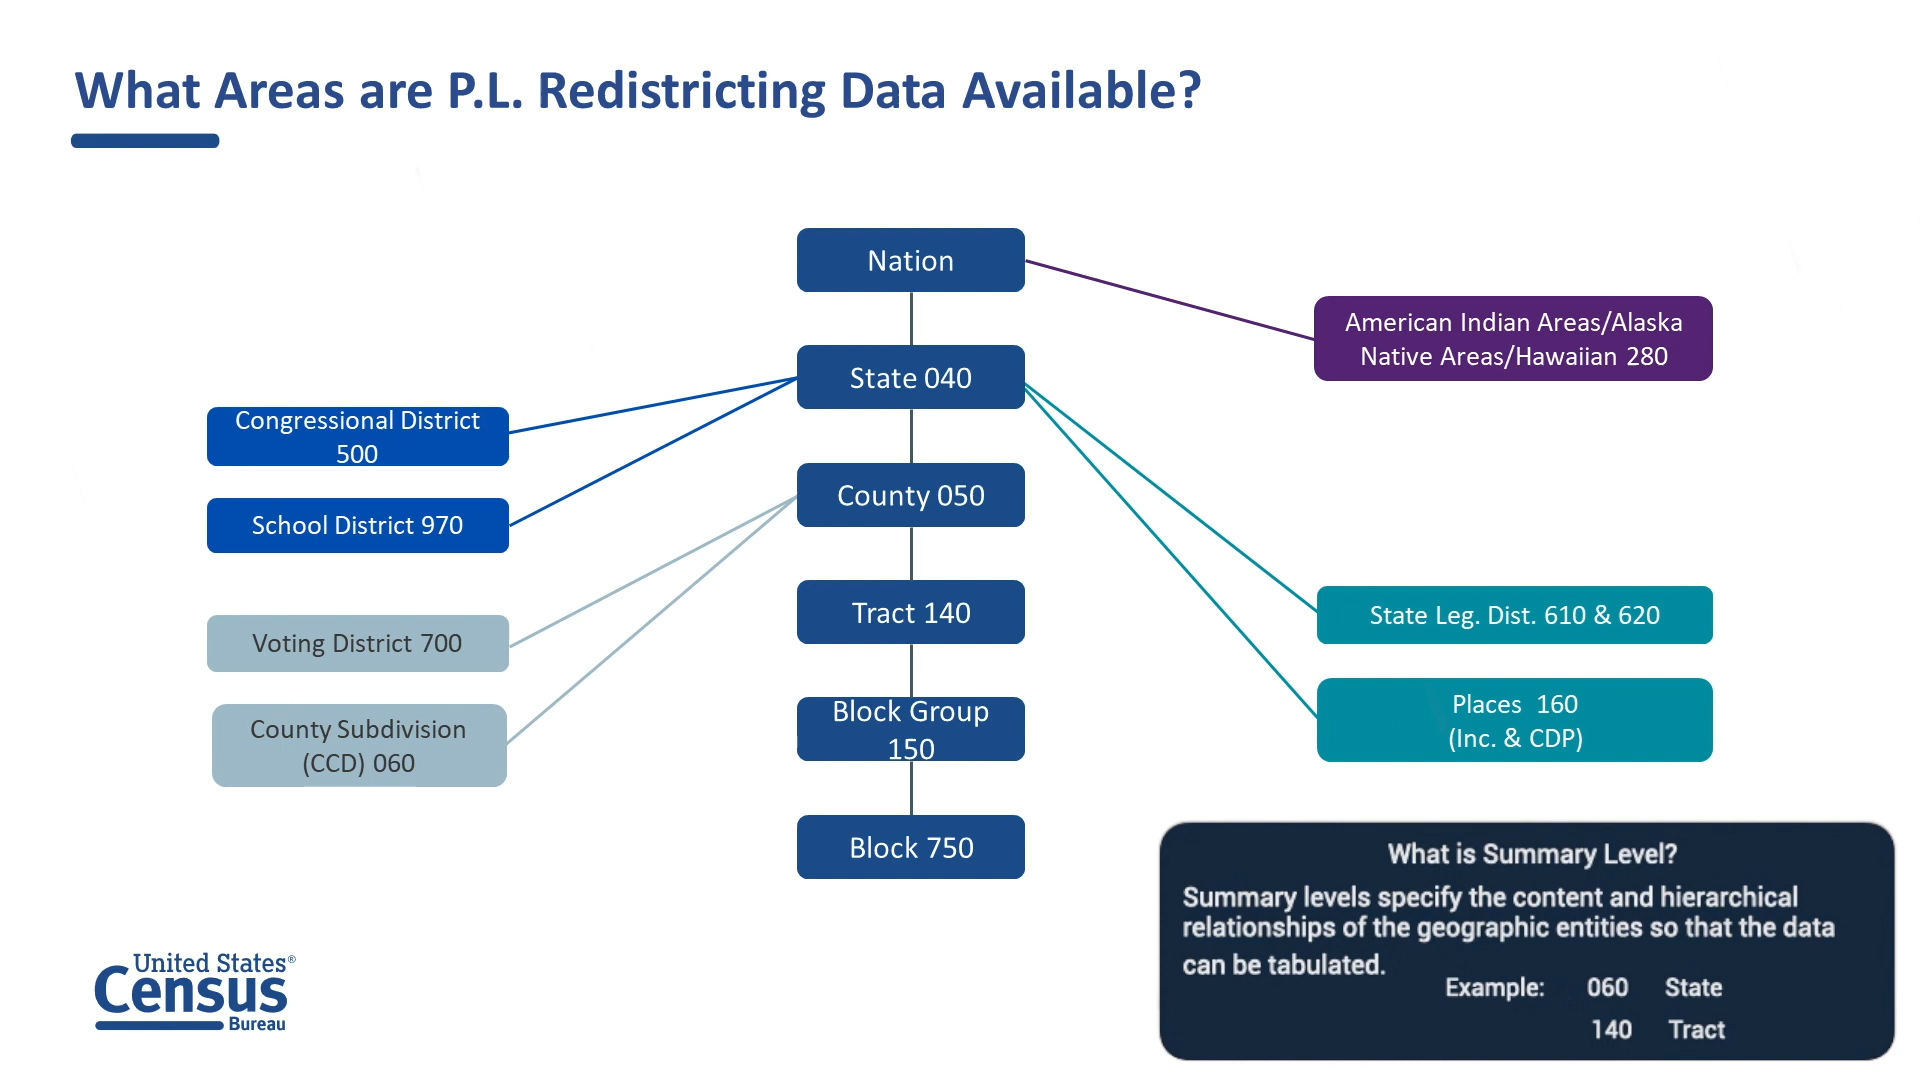 What Areas are P.L. Redistricting Data Available?
Nation
American Indian Areas/Alaska
Native Areas/Hawaiian 280
State 040
Congressional District
500
School District 970
County 050
Voting District 700
County Subdivision
(CCD) 060
Tract 140
State Leg. Dist. 610 & 620
Places 160
(Inc. & CDP)
Block Group
150
Block 750
What is Summary Level?
Summary levels specify the content and hierarchical
relationships of the geographic entities so that the data
can be tabulated.
Example: 060 State
140 Tract
United States®
Census
Bureau